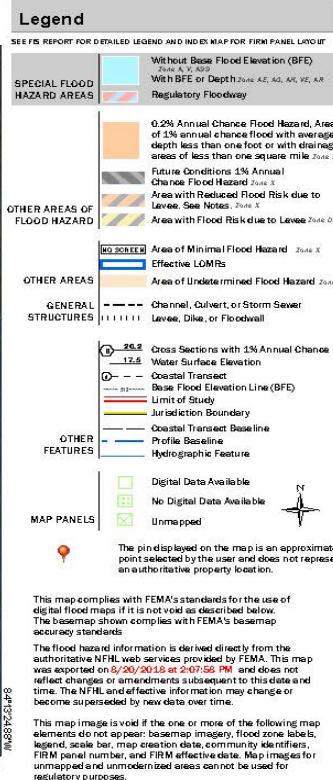 Legend
SEE FIS REPORT FOR DETAILED LEGEND AND INDEX MAP FOR FIRM PANEL LAYOUT
SPECIAL FLOOD
HAZARD AREAS
Without Base Flood Elevation (BFE)
Zone A, V, A99
With BFE or Depth Zone AE, AO, AH, VE, AR
Regulatory Floodway
OTHER AREAS OF
FLOOD HAZARD
0.2% Annual Chance Flood Hazard, Area
of 1% annual chance flood with average
depth less than one foot or with drainag
areas of less than one square mile Zone
Future Conditions 1% Annual
Chance Flood Hazard Zone X
Area with Reduced Flood Risk due to
Levee. See Notes. Zone X
Area with Flood Risk due to Levee Zone D
OTHER AREAS
NO SCREEN Area of Minimal Flood Hazard Zone X
Effective LOMRs
Area of Undetermined Flood Hazard Zone
GENERAL
STRUCTURES
Channel, Culvert, or Storm Sewer
Levee, Dike, or Floodwall
OTHER
FEATURES
B 20.2 Cross Sections with 1% Annual Chance
17.5 Water Surface Elevation
8 Coastal Transect
513 Base Flood Elevation Line (BFE)
Limit of Study
Jurisdiction Boundary
Coastal Transect Baseline
Profile Baseline
Hydrographic Feature
MAP PANELS
Digital Data Available
No Digital Data Available
Unmapped
N
The pin displayed on the map is an approximat
point selected by the user and does not represe
an authoritative property location.
This map complies with FEMA's standards for the use of
digital flood maps if it is not void as described below.
The basemap shown complies with FEMA's basemap
accuracy standards
The flood hazard information is derived directly from the
authoritative NFHL web services provided by FEMA. This map
was exported on 8/20/2018 at 2:07:56 PM and does not
reflect changes or amendments subsequent to this date and
time. The NFHL and effective information may change or
become superseded by new data over time.
This map image is void if the one or more of the following map
elements do not appear: basemap imagery, flood zone labels,
legend, scale bar, map creation date, community identifiers,
FIRM panel number, and FIRM effective date. Map images for
unmapped and unmodernized areas cannot be used for
regulatory purposes.